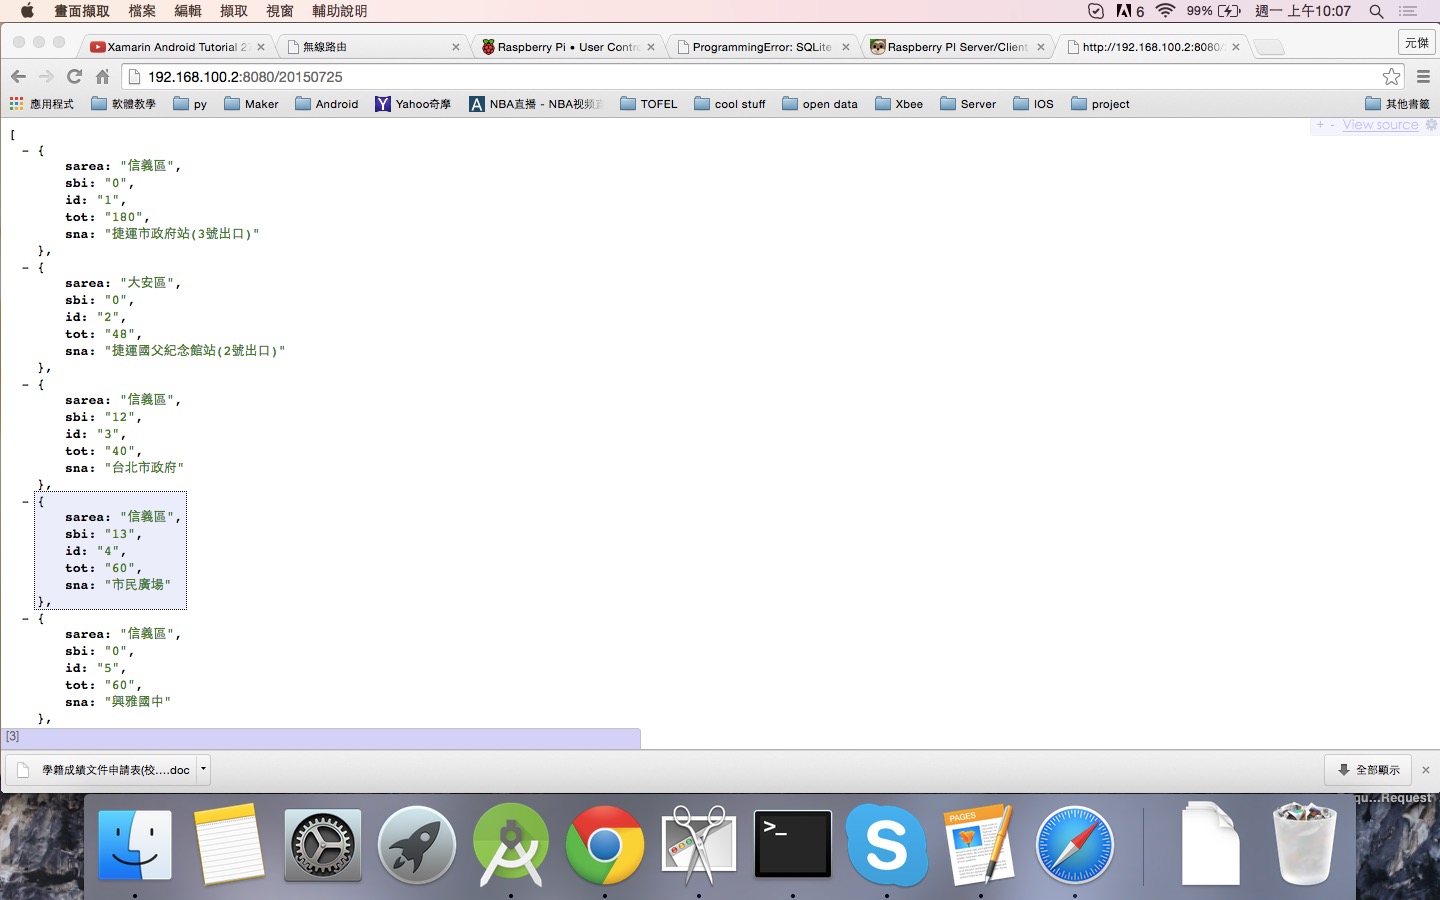 畫面擷取 檔案 編輯 擷取 視窗 輔助說明 6 99% 週一 上午10:07
Xamarin Android Tutorial 2 無線路由 Raspberry Pi • User Contr ProgrammingError: SQLite Raspberry PI Server/Client http://192.168.100.2:8080/ 元傑
192.168.100.2:8080/20150725
應用程式 軟體教學 py Maker Android Yahoo奇摩 NBA直播 - NBA视频直 TOFEL cool stuff open data Xbee Server IOS project 其他書籤
+ - View source
[
- {
sarea: "信義區",
sbi: "0",
id: "1",
tot: "180",
sna: "捷運市政府站(3號出口)"
},
- {
sarea: "大安區",
sbi: "0",
id: "2",
tot: "48",
sna: "捷運國父紀念館站(2號出口)"
},
- {
sarea: "信義區",
sbi: "12",
id: "3",
tot: "40",
sna: "台北市政府"
},
- {
sarea: "信義區",
sbi: "13",
id: "4",
tot: "60",
sna: "市民廣場"
},
- {
sarea: "信義區",
sbi: "0",
id: "5",
tot: "60",
sna: "興雅國中"
},
[3]
學籍成績文件申請表(校....doc 全部顯示
qu...Request
>_
PAGES